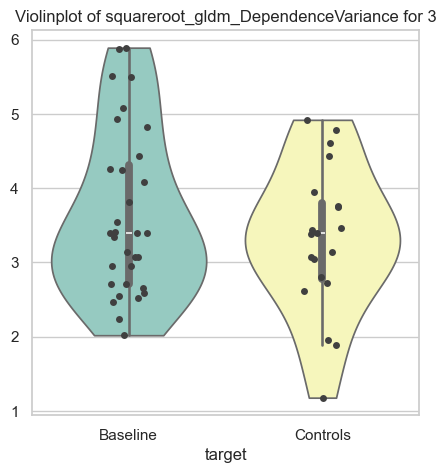 Violinplot of squareroot_gldm_DependenceVariance for 3
6
5
4
3
2
1
Baseline
Controls
target